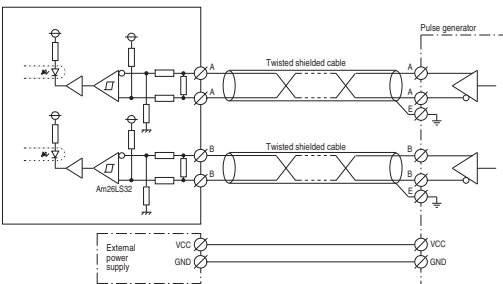 Pulse generator
Twisted shielded cable
A
A
A
A
E
Twisted shielded cable
B
B
B
B
E
Am26LS32
External
power
supply
VCC
VCC
GND
GND